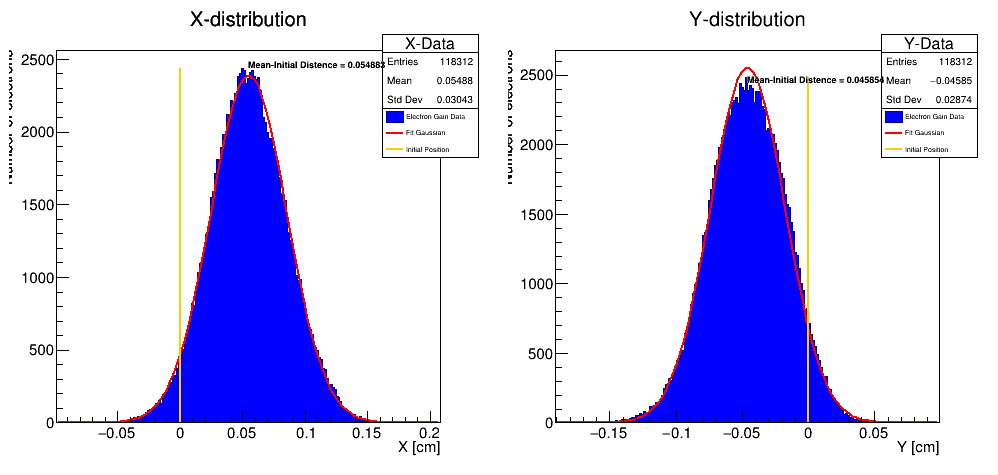 X-distribution
Mean-Initial Distence = 0.054883
X-Data
Entries 118312
Mean 0.05488
Std Dev 0.03043
Electron Gain Data
Fit Gaussian
Initial Position
2500
2000
1500
1000
500
0
−0.05 0 0.05 0.1 0.15 0.2
X [cm]
Y-distribution
Mean-Initial Distence = 0.045854
Y-Data
Entries 118312
Mean −0.04585
Std Dev 0.02874
Electron Gain Data
Fit Gaussian
Initial Position
2500
2000
1500
1000
500
0
−0.15 −0.1 −0.05 0 0.05
Y [cm]